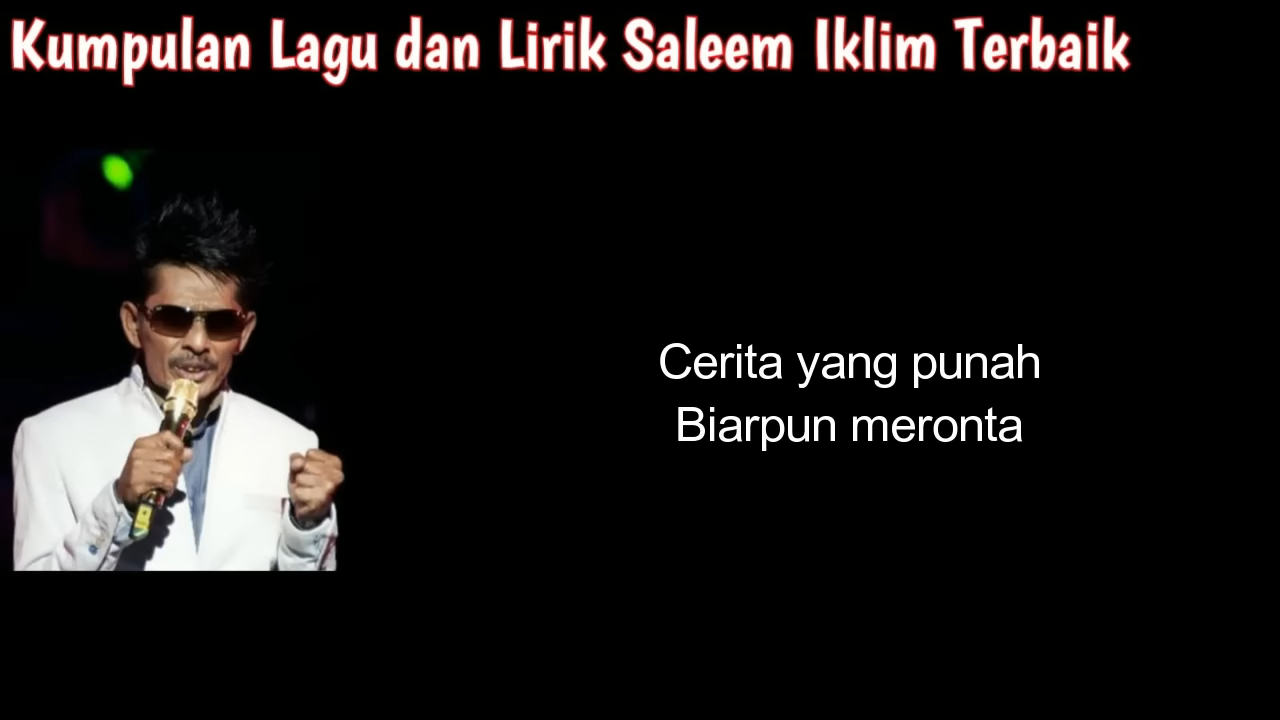 Kumpulan Lagu dan Lirik Saleem Iklim Terbaik
Cerita yang punah
Biarpun meronta